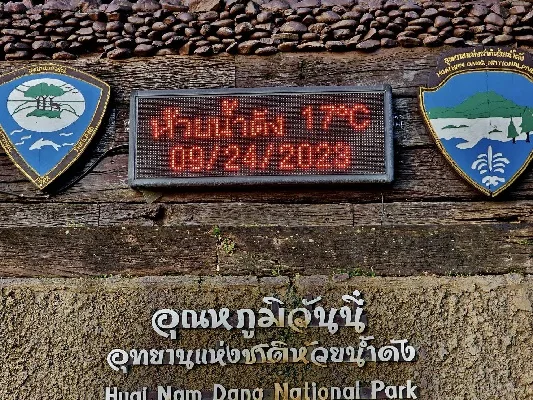 ห้วยน้ำดัง 17°C
09/24/2023
อุณหภูมิวันนี้
อุทยานแห่งชาติห้วยน้ำดัง
Huai Nam Dang National Park